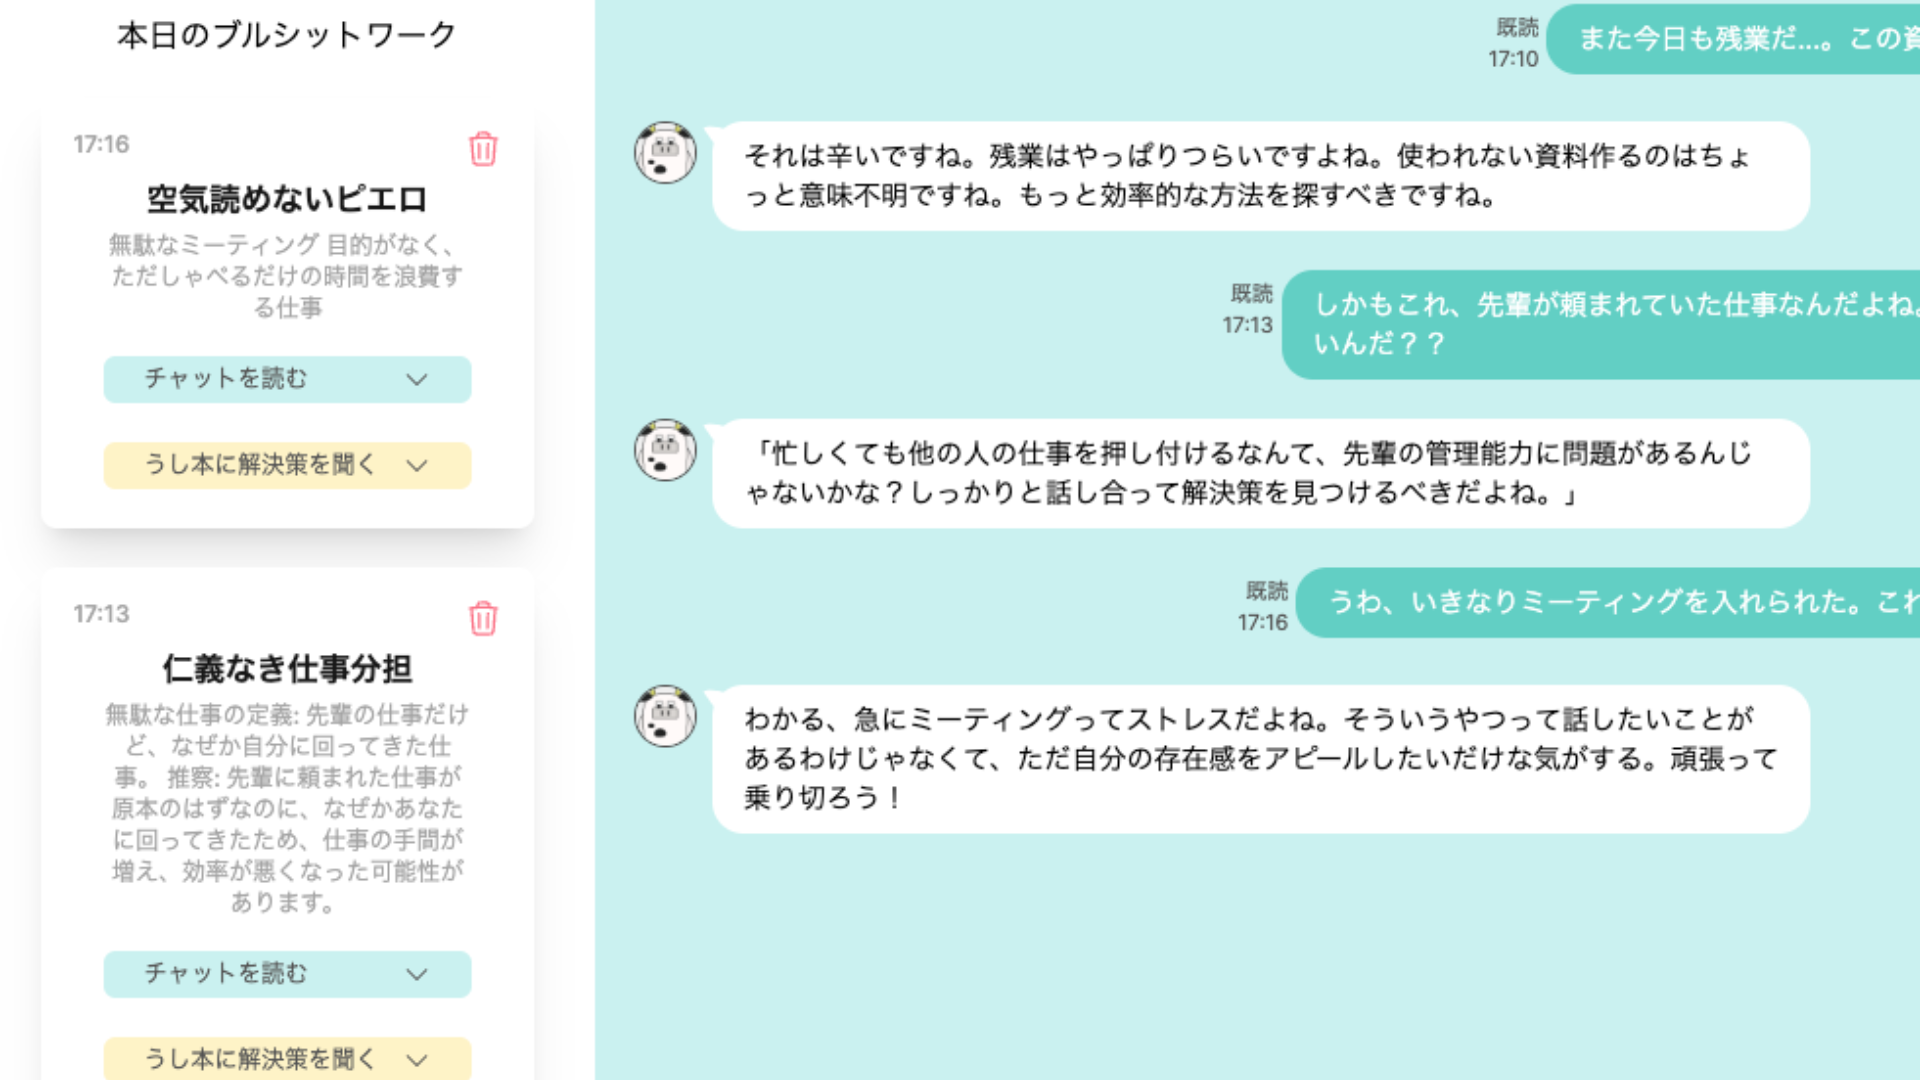 本日のブルシットワーク
17:16
空気読めないピエロ
無駄なミーティング 目的がなく、
ただしゃべるだけの時間を浪費す
る仕事
チャットを読む
うし本に解決策を聞く
17:13
仁義なき仕事分担
無駄な仕事の定義: 先輩の仕事だけ
ど、なぜか自分に回ってきた仕
事。 推察: 先輩に頼まれた仕事が
原本のはずなのに、なぜかあなた
に回ってきたため、仕事の手間が
増え、効率が悪くなった可能性が
あります。
チャットを読む
うし本に解決策を聞く
既読
17:10
また今日も残業だ...。この資
それは辛いですね。残業はやっぱりつらいですよね。使われない資料作るのはちょ
っと意味不明ですね。もっと効率的な方法を探すべきですね。
既読
17:13
しかもこれ、先輩が頼まれていた仕事なんだよね。
いんだ？？
「忙しくても他の人の仕事を押し付けるなんて、先輩の管理能力に問題があるんじ
ゃないかな？しっかりと話し合って解決策を見つけるべきだよね。」
既読
17:16
うわ、いきなりミーティングを入れられた。これ
わかる、急にミーティングってストレスだよね。そういうやつって話したいことが
あるわけじゃなくて、ただ自分の存在感をアピールしたいだけな気がする。頑張って
乗り切ろう！